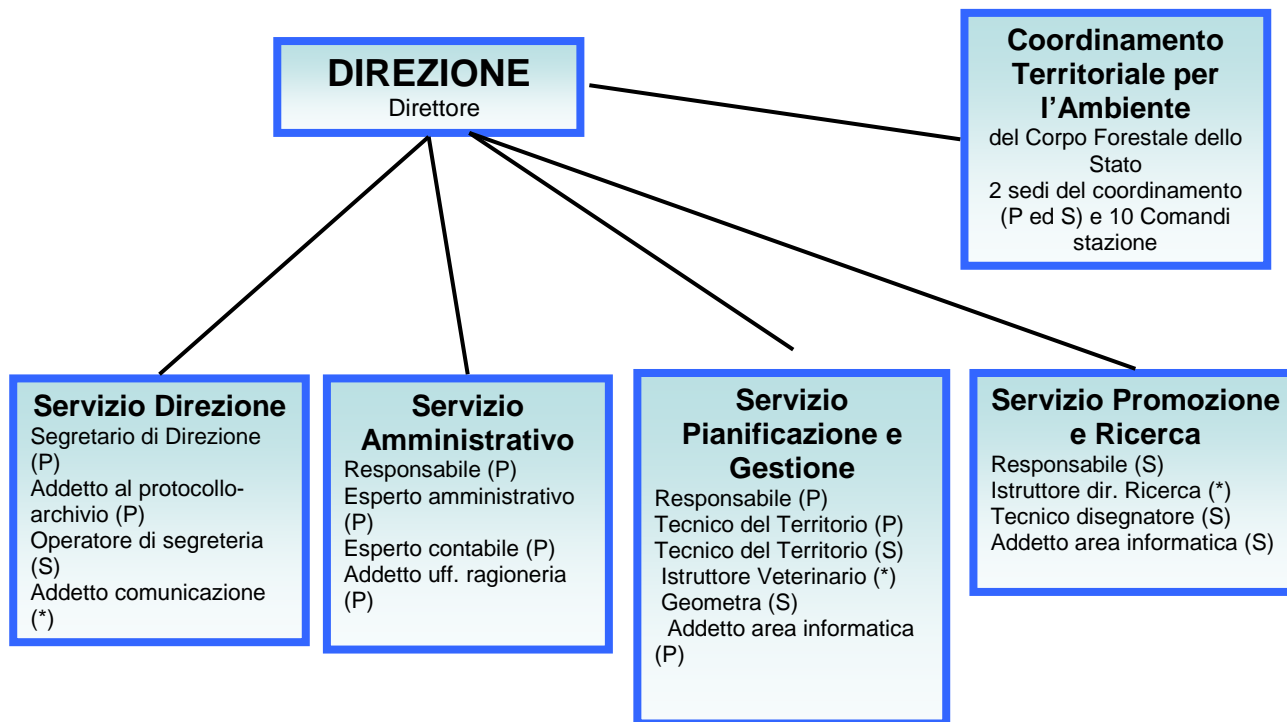 DIREZIONE
Direttore
Coordinamento
Territoriale per
l'Ambiente
del Corpo Forestale dello
Stato
2 sedi del coordinamento
(P ed S) e 10 Comandi
stazione
Servizio Direzione
Segretario di Direzione
(P)
Addetto al protocollo-
archivio (P)
Operatore di segreteria
(S)
Addetto comunicazione
(*)
Servizio
Amministrativo
Responsabile (P)
Esperto amministrativo
(P)
Esperto contabile (P)
Addetto uff. ragioneria
(P)
Servizio
Pianificazione e
Gestione
Responsabile (P)
Tecnico del Territorio (P)
Tecnico del Territorio (S)
Istruttore Veterinario (*)
Geometra (S)
Addetto area informatica
(P)
Servizio Promozione
e Ricerca
Responsabile (S)
Istruttore dir. Ricerca (*)
Tecnico disegnatore (S)
Addetto area informatica (S)